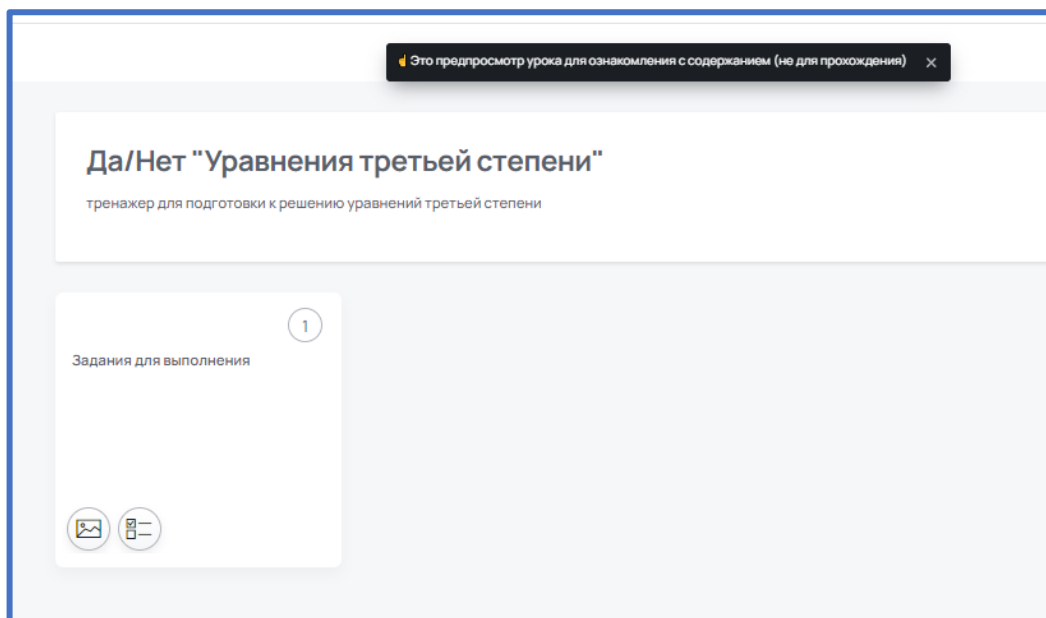 ☝️Это предпросмотр урока для ознакомления с содержанием (не для прохождения) ×
Да/Нет "Уравнения третьей степени"
тренажер для подготовки к решению уравнений третьей степени
1
Задания для выполнения